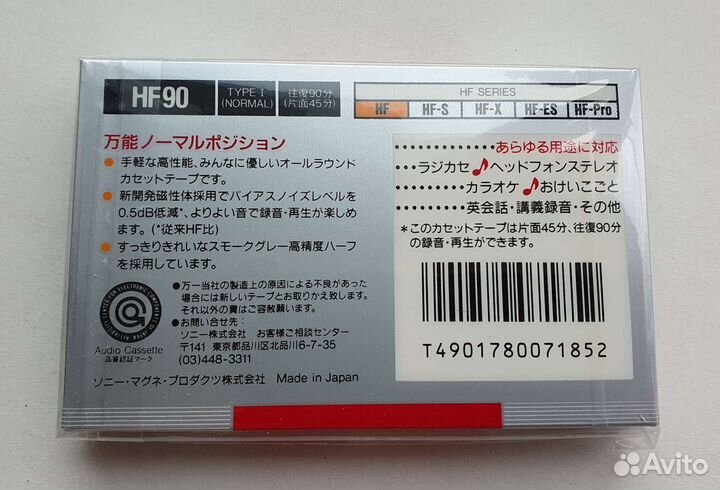 HF90
TYPE I
(NORMAL)
往復90分
(片面45分)
HF SERIES
HF HF-S HF-X HF-ES HF-Pro
万能ノーマルポジション
● 手軽な高性能、みんなに優しいオールラウンド
カセットテープです。
● 新開発磁性体採用でバイアスノイズレベルを
0.5dB低減*、よりよい音で録音・再生が楽しめ
ます。(*従来HF比)
● すっきりきれいなスモークグレー高精度ハーフ
を採用しています。
●万一当社の製造上の原因による不良があった
場合には新しいテープとお取りかえ致します。
それ以外の責はご容赦願います。
●お問い合せ先:
ソニー株式会社 お客様ご相談センター
〒141 東京都品川区北品川6-7-35
(03)448-3311
RELIABILITY CENTER FOR ELECTRONIC COMPONENTS OF JAPAN
Audio Cassette
品質認証マーク
ソニー・マグネ・プロダクツ株式会社 Made in Japan
あらゆる用途に対応
ラジカセ♪ヘッドフォンステレオ
カラオケ♪おけいこごと
英会話・講義録音・その他
*このカセットテープは片面45分、往復90分
の録音・再生ができます。
T4901780071852
Avito